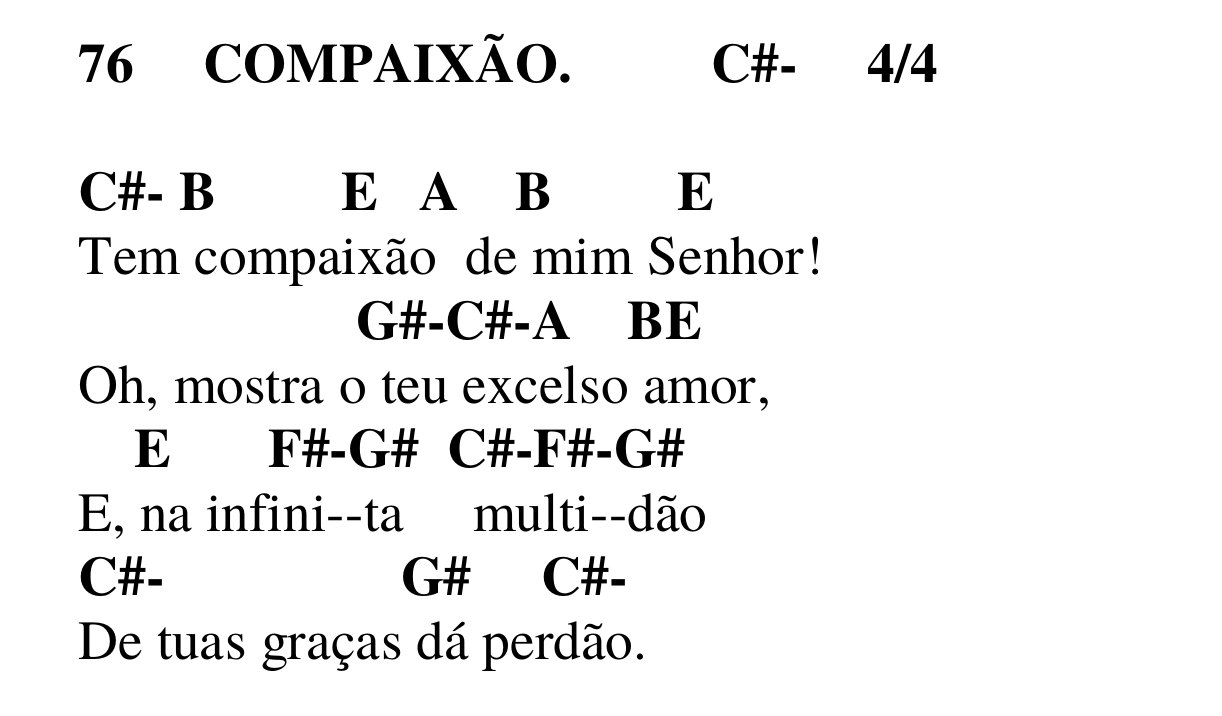 76 COMPAIXÃO. C#- 4/4
C#- B E A B E
Tem compaixão de mim Senhor!
G#-C#-A BE
Oh, mostra o teu excelso amor,
E F#-G# C#-F#-G#
E, na infini--ta multi--dão
C#- G# C#-
De tuas graças dá perdão.